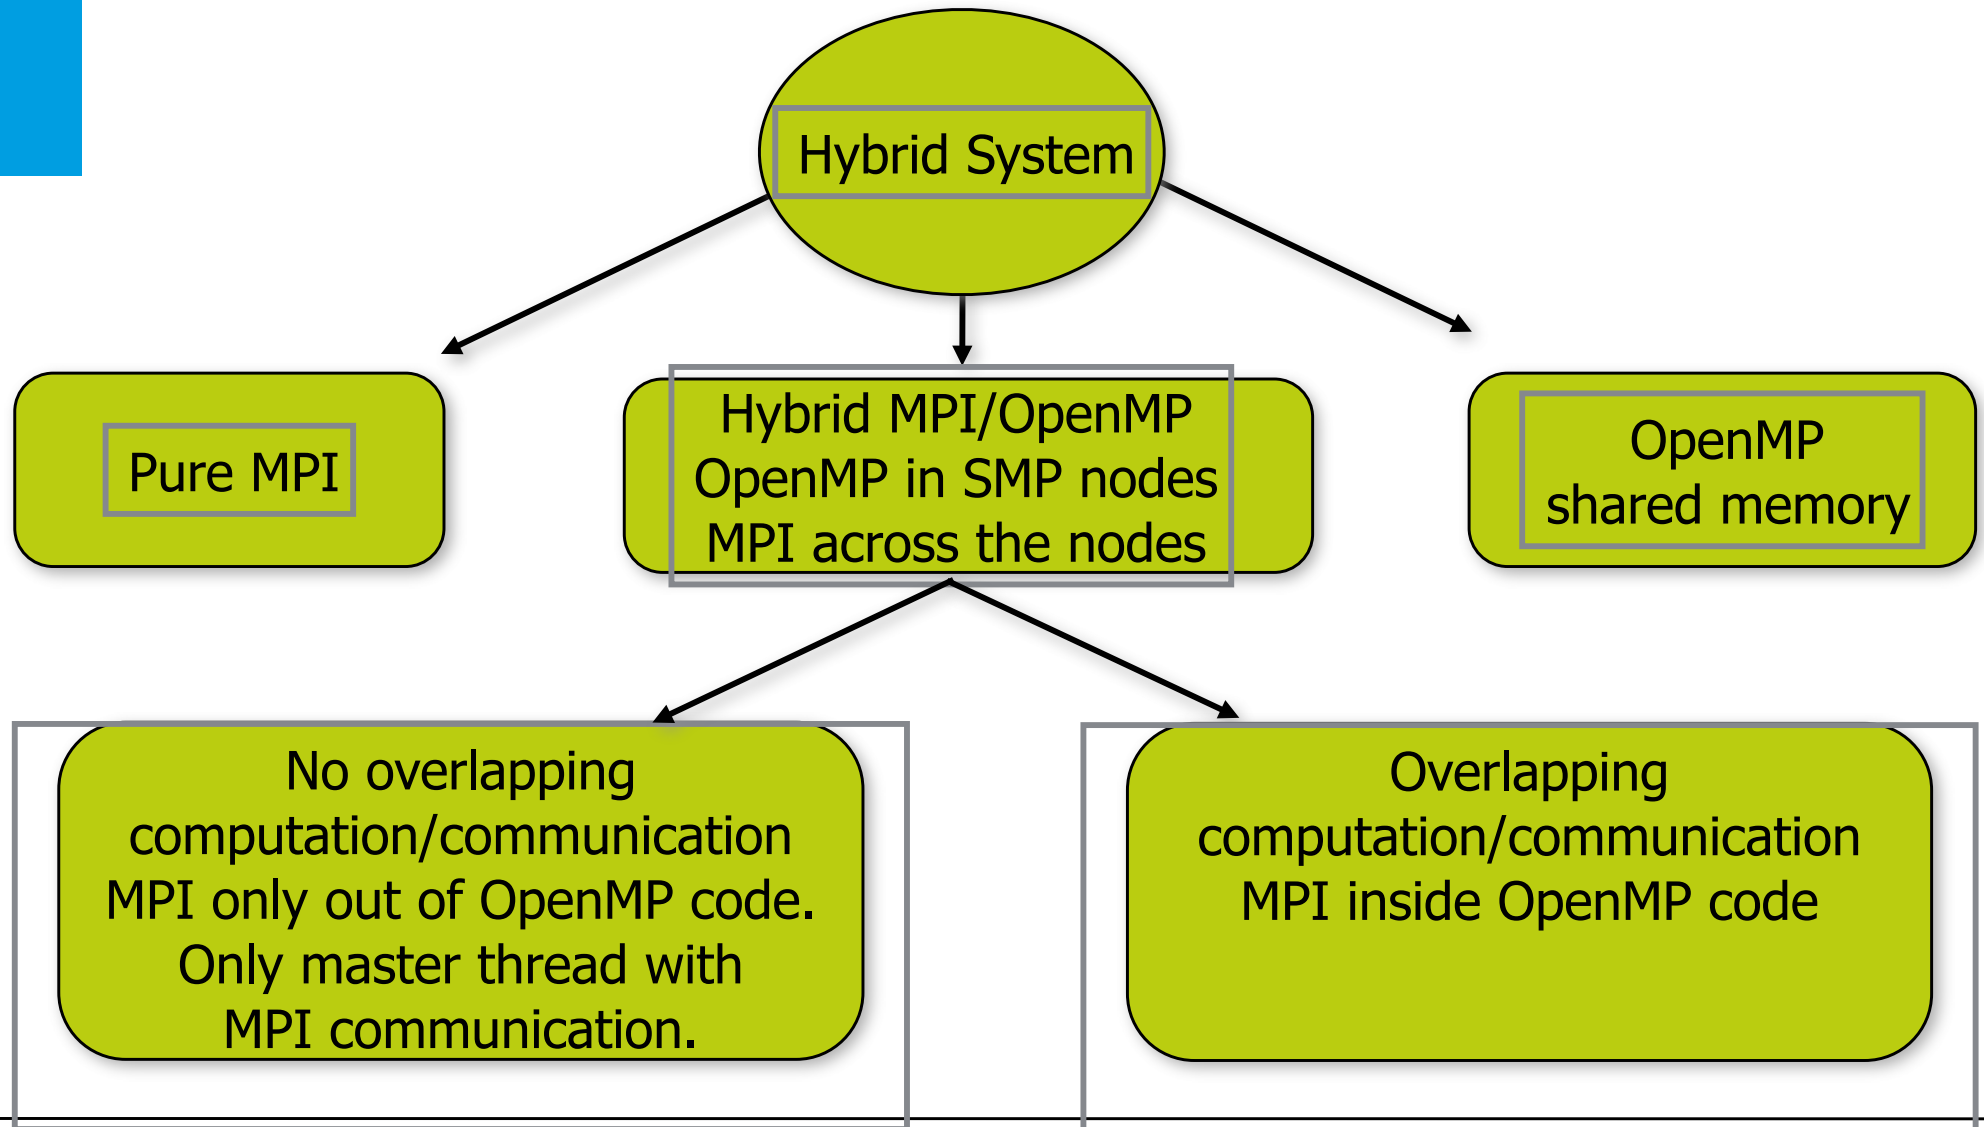 Hybrid System
Pure MPI
Hybrid MPI/OpenMP
OpenMP in SMP nodes
MPI across the nodes
OpenMP
shared memory
No overlapping
computation/communication
MPI only out of OpenMP code.
Only master thread with
MPI communication.
Overlapping
computation/communication
MPI inside OpenMP code